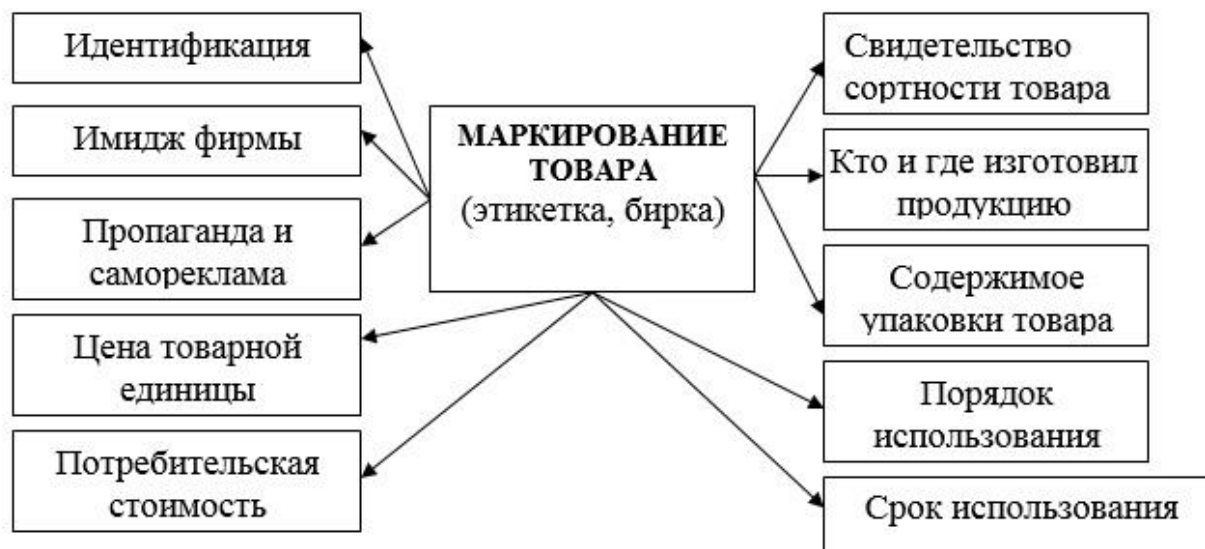 Идентификация
Имидж фирмы
Пропаганда и
самореклама
Цена товарной
единицы
Потребительская
стоимость
МАРКИРОВАНИЕ
ТОВАРА
(этикетка, бирка)
Свидетельство
сортности товара
Кто и где изготовил
продукцию
Содержимое
упаковки товара
Порядок
использования
Срок использования